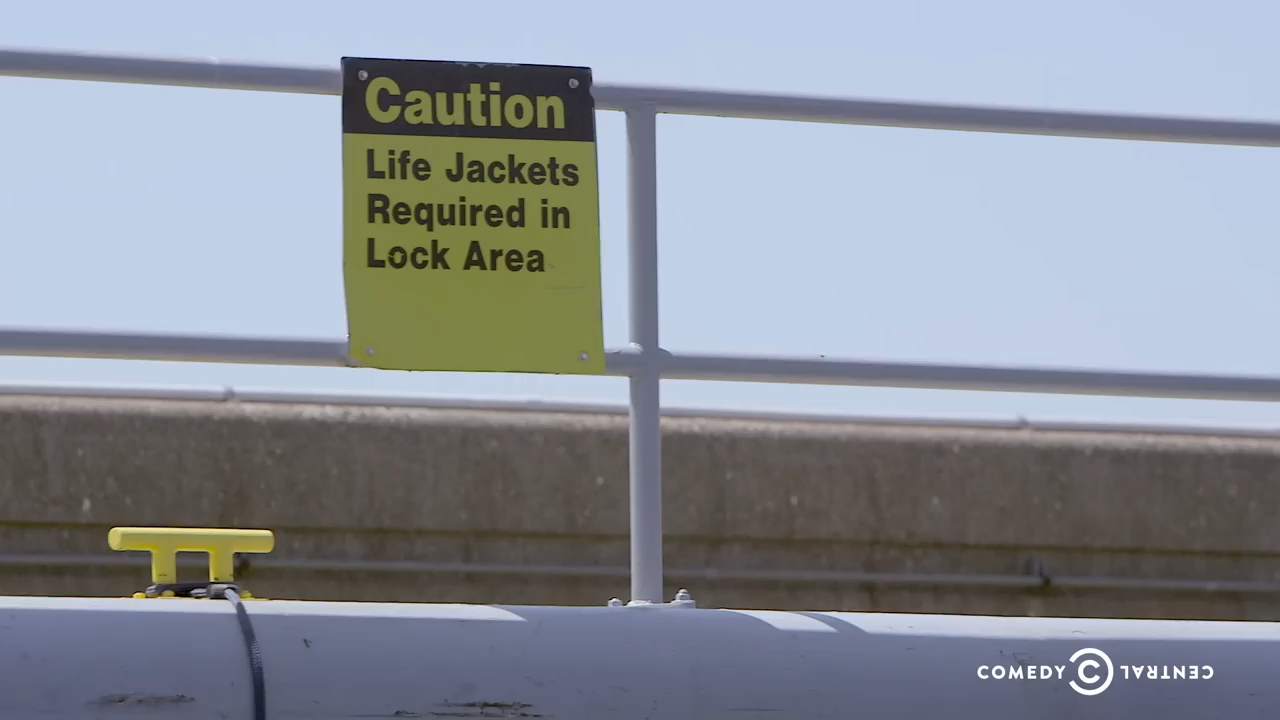 Caution
Life Jackets
Required in
Lock Area
COMEDY C CENTRAL